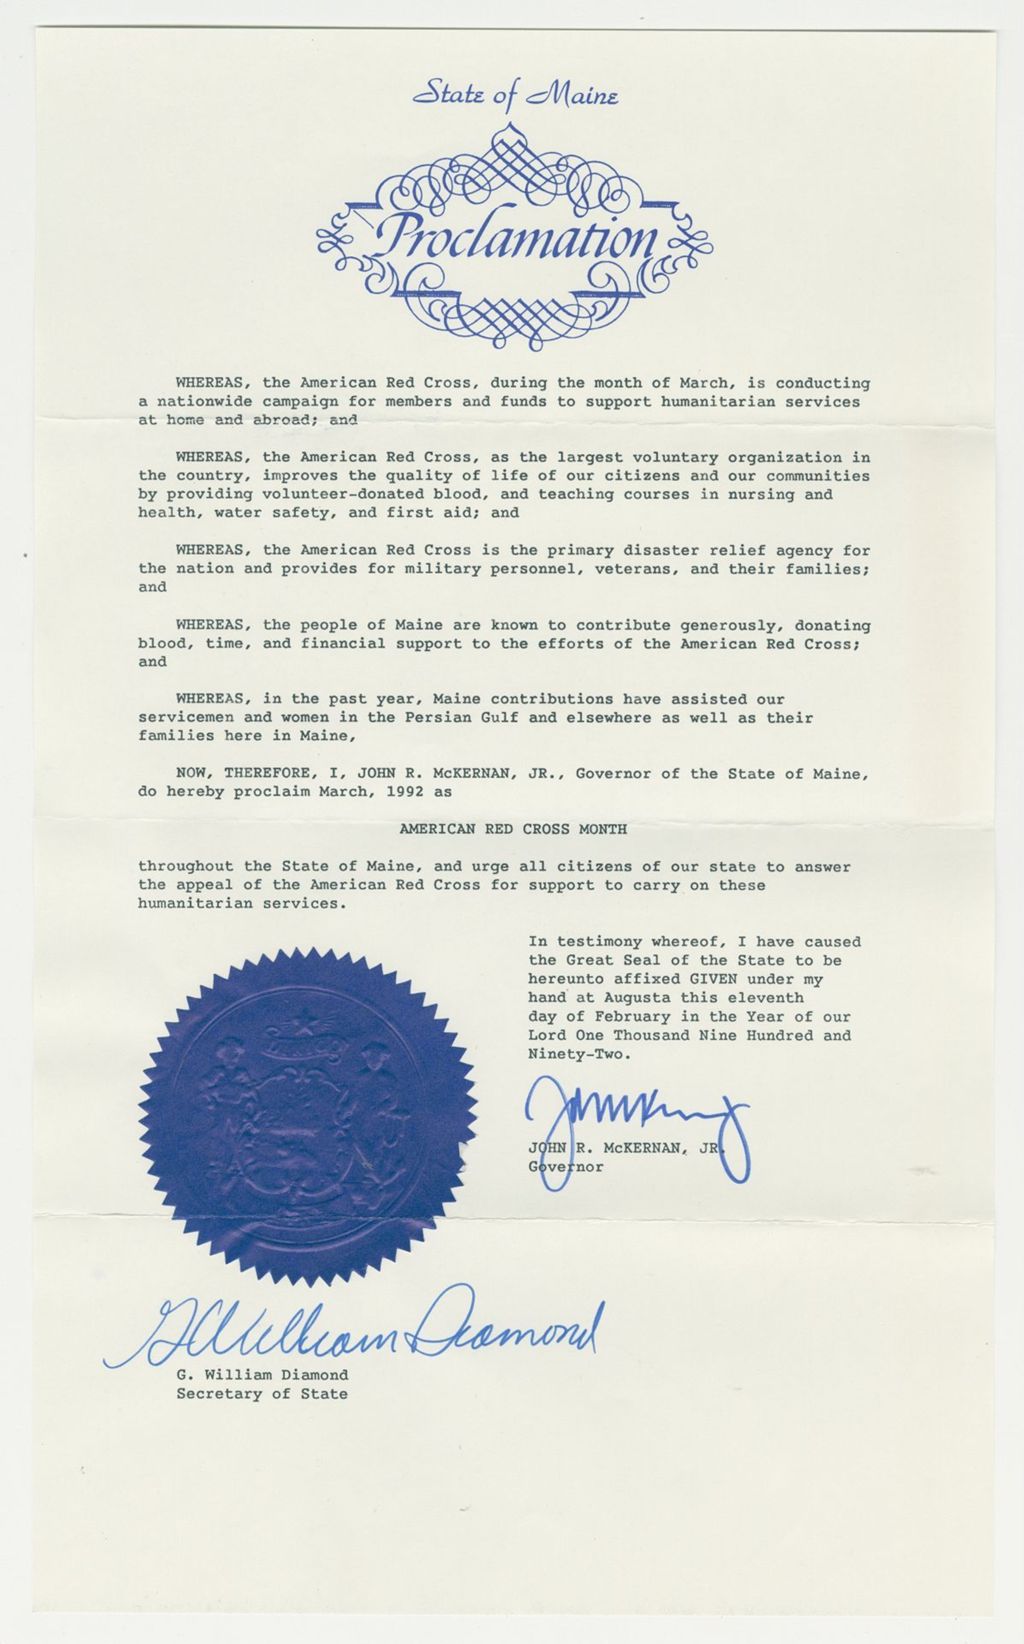 State of Maine
Proclamation
WHEREAS, the American Red Cross, during the month of March, is conducting
a nationwide campaign for members and funds to support humanitarian services
at home and abroad; and
WHEREAS, the American Red Cross, as the largest voluntary organization in
the country, improves the quality of life of our citizens and our communities
by providing volunteer-donated blood, and teaching courses in nursing and
health, water safety, and first aid; and
WHEREAS, the American Red Cross is the primary disaster relief agency for
the nation and provides for military personnel, veterans, and their families;
and
WHEREAS, the people of Maine are known to contribute generously, donating
blood, time, and financial support to the efforts of the American Red Cross;
and
WHEREAS, in the past year, Maine contributions have assisted our
servicemen and women in the Persian Gulf and elsewhere as well as their
families here in Maine,
NOW, THEREFORE, I, JOHN R. McKERNAN, JR., Governor of the State of Maine,
do hereby proclaim March, 1992 as
AMERICAN RED CROSS MONTH
throughout the State of Maine, and urge all citizens of our state to answer
the appeal of the American Red Cross for support to carry on these
humanitarian services.
In testimony whereof, I have caused
the Great Seal of the State to be
hereunto affixed GIVEN under my
hand at Augusta this eleventh
day of February in the Year of our
Lord One Thousand Nine Hundred and
Ninety-Two.
JOHN R. McKERNAN, JR.
Governor
G William Diamond
G. William Diamond
Secretary of State